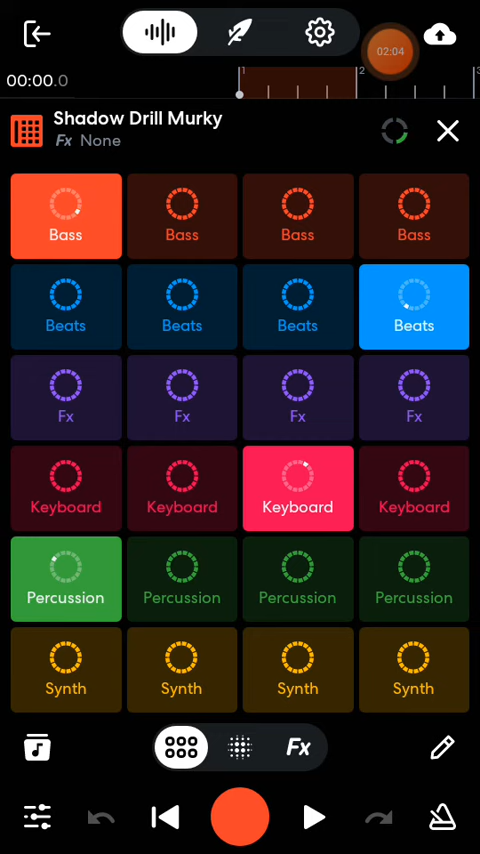 02:04
00:00.0
1
2
3
Shadow Drill Murky
Fx None
Bass Bass Bass Bass
Beats Beats Beats Beats
Fx Fx Fx Fx
Keyboard Keyboard Keyboard Keyboard
Percussion Percussion Percussion Percussion
Synth Synth Synth Synth
Fx